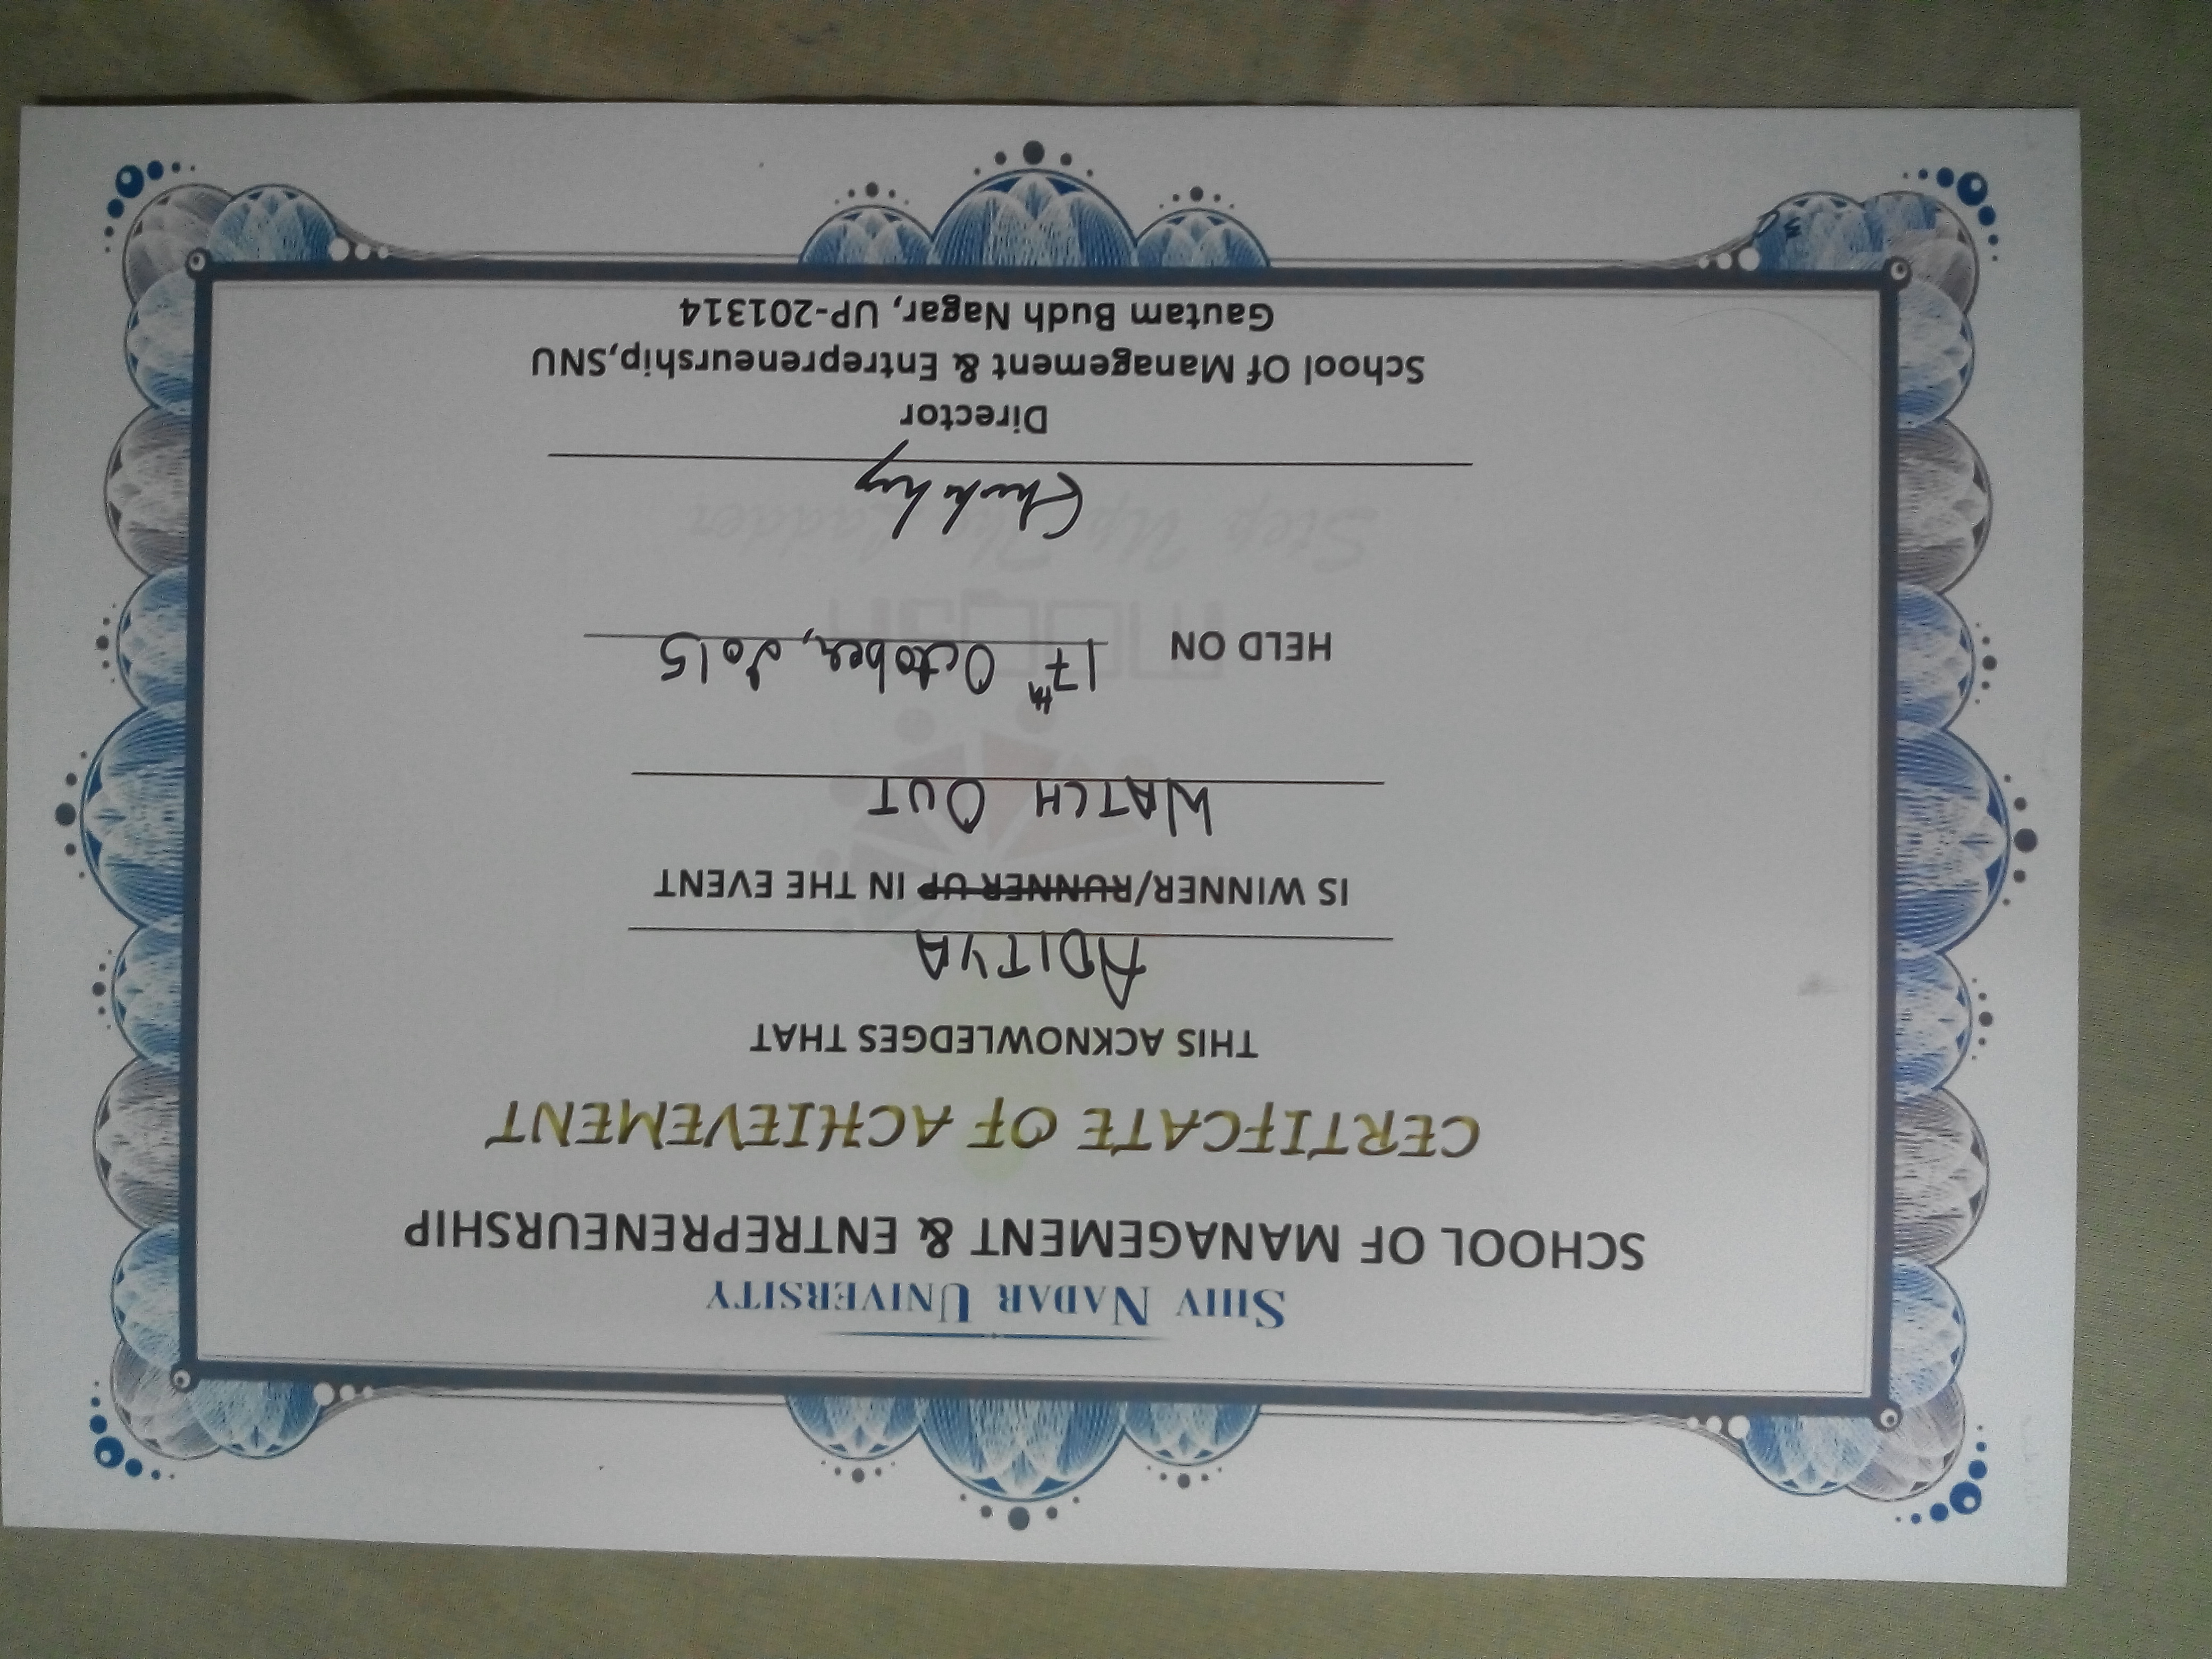 SHIV NADAR UNIVERSITY
SCHOOL OF MANAGEMENT & ENTREPRENEURSHIP
CERTIFCATE OF ACHIEVEMENT
THIS ACKNOWLEDGES THAT
ADITYA
IS WINNER/RUNNER UP IN THE EVENT
WATCH OUT
HELD ON 17th October, 2015
Step Up The Ladder
Director
School Of Management & Entrepreneurship,SNU
Gautam Budh Nagar, UP-201314